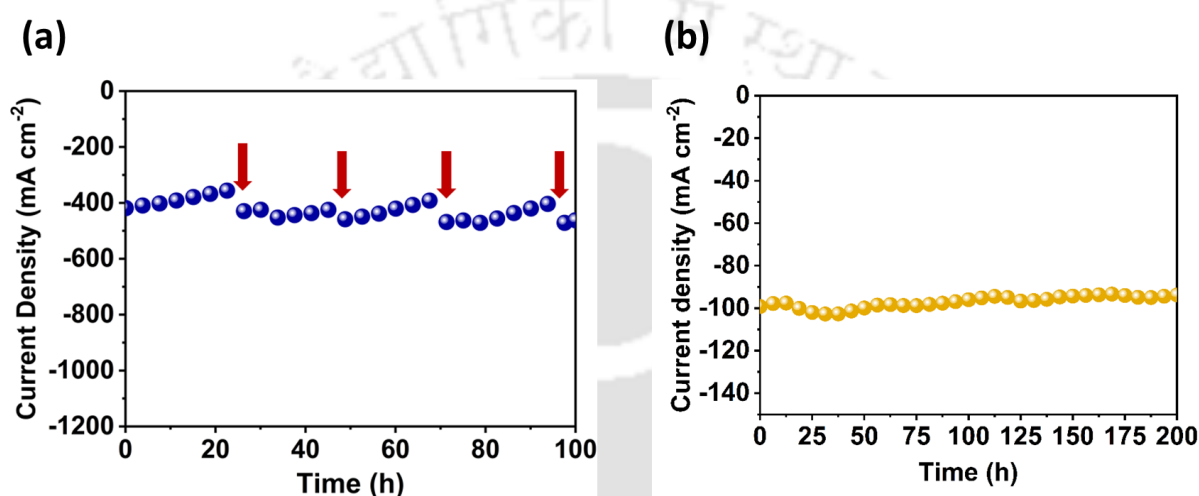 (a)
(b)
0
-200
-400
-600
-800
-1000
-1200
Current Density (mA cm⁻²)
0 20 40 60 80 100
Time (h)
0
-20
-40
-60
-80
-100
-120
-140
Current density (mA cm⁻²)
0 25 50 75 100 125 150 175 200
Time (h)